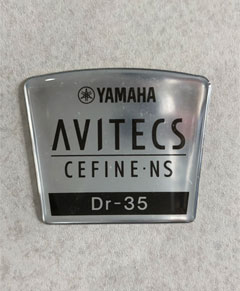 YAMAHA
AVITECS
CEFINE·NS
Dr-35